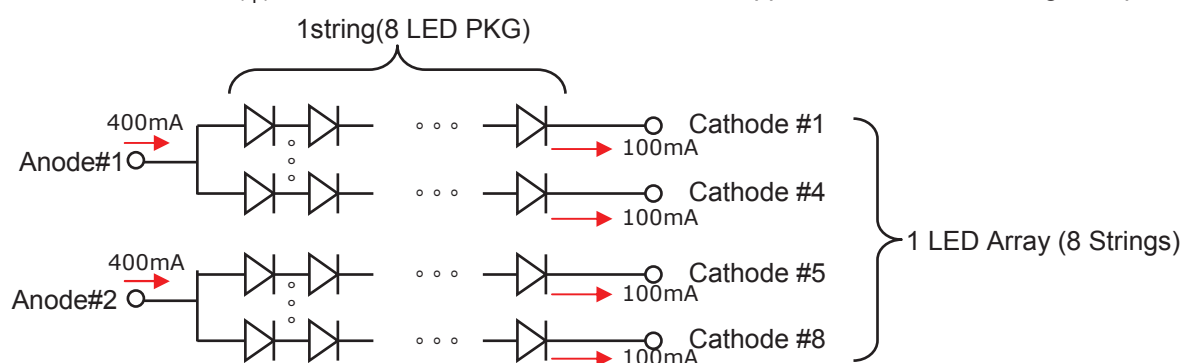 1string(8 LED PKG)
400mA
Anode#1
Cathode #1
100mA
Cathode #4
100mA
400mA
Anode#2
Cathode #5
100mA
Cathode #8
100mA
1 LED Array (8 Strings)